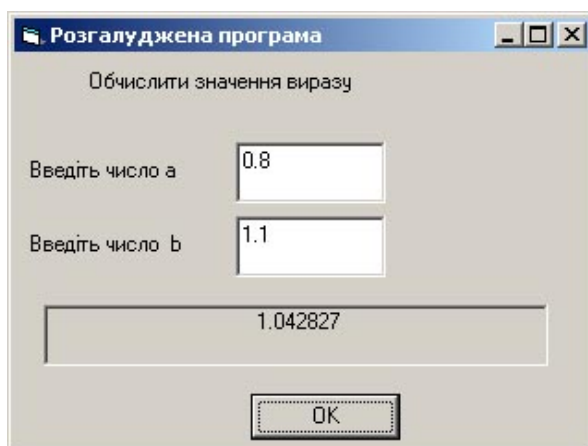 Розгалуджена програма
Обчислити значення виразу
Введіть число а
0.8
Введіть число b
1.1
1.042827
OK